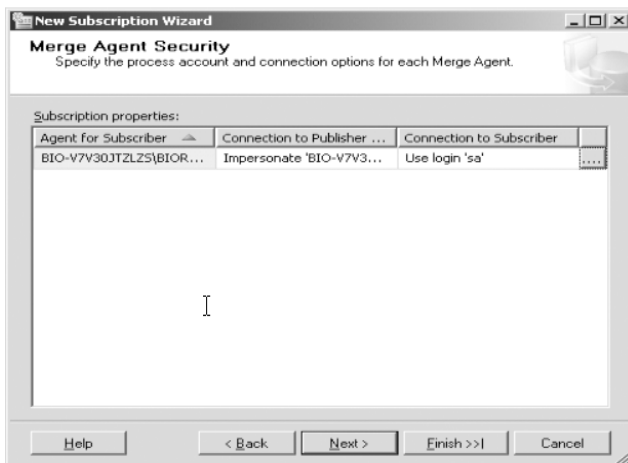 New Subscription Wizard
Merge Agent Security
Specify the process account and connection options for each Merge Agent.
Subscription properties:
Agent for Subscriber Connection to Publisher ... Connection to Subscriber
BIO-V7V30JTZLZS\BIOR... Impersonate 'BIO-V7V3... Use login 'sa' ....
Help < Back Next > Finish >>| Cancel